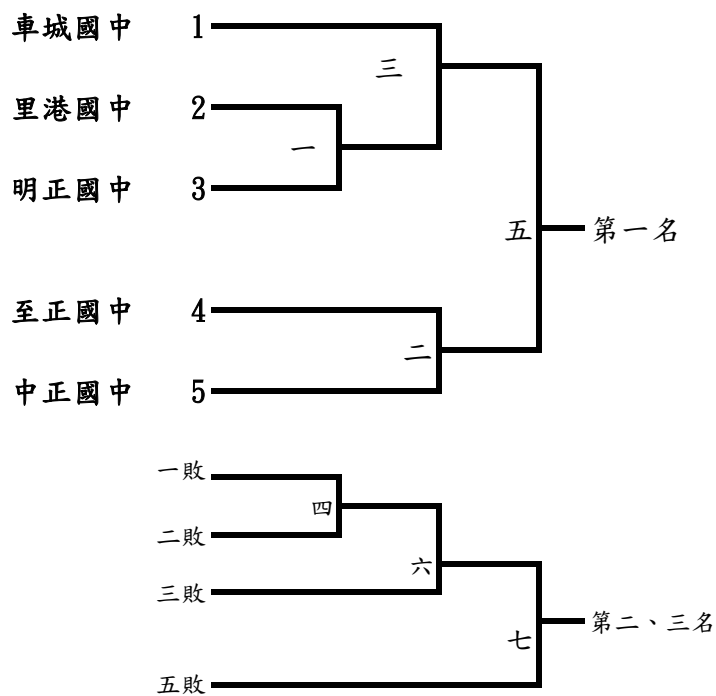 車城國中 1
三
里港國中 2
一
明正國中 3
五 第一名
至正國中 4
二
中正國中 5
一敗
四
二敗
六
三敗
第二、三名
七
五敗